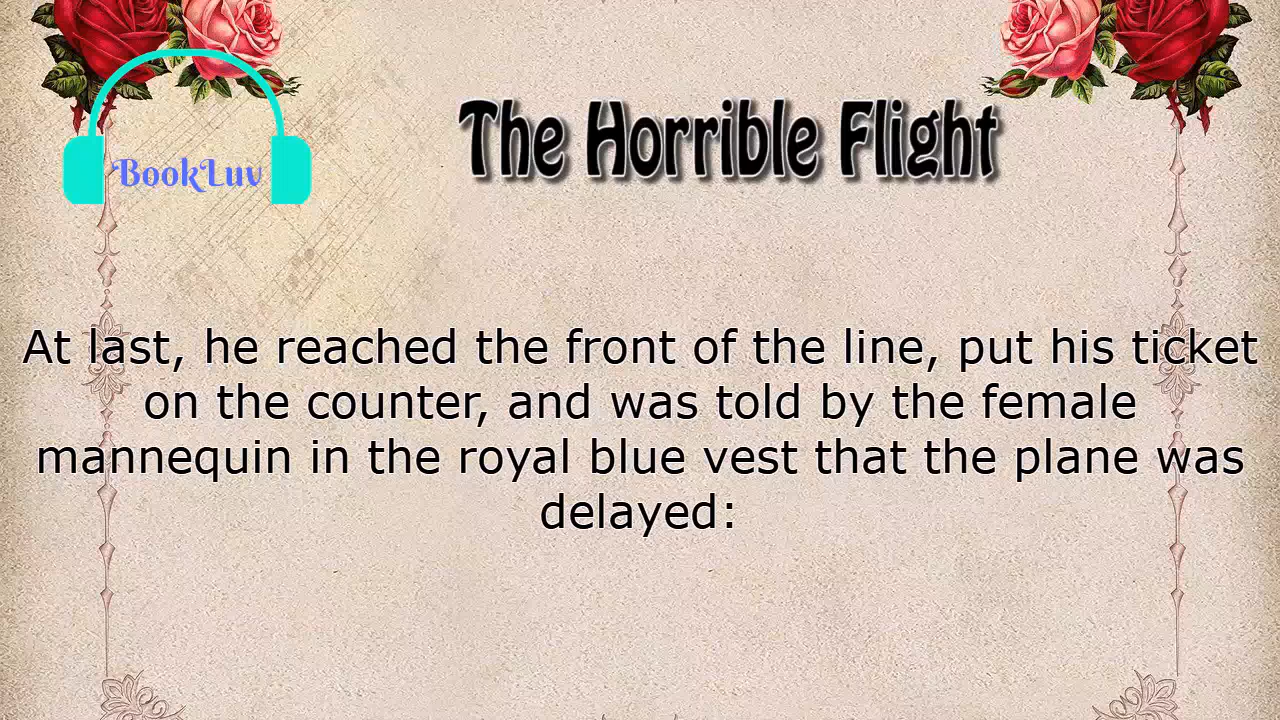 The Horrible Flight
BookLuv
At last, he reached the front of the line, put his ticket
on the counter, and was told by the female
mannequin in the royal blue vest that the plane was
delayed: